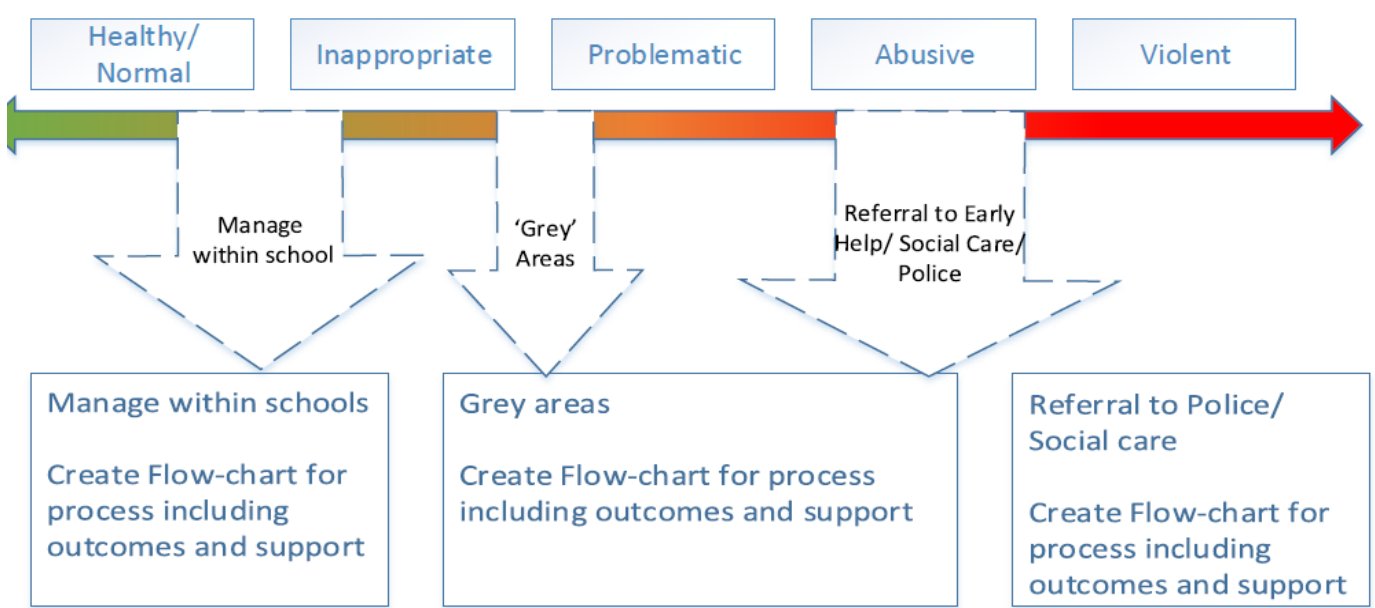 Healthy/
Normal
Inappropriate
Problematic
Abusive
Violent
Manage
within school
‘Grey’
Areas
Referral to Early
Help/ Social Care/
Police
Manage within schools
Create Flow-chart for
process including
outcomes and support
Grey areas
Create Flow-chart for process
including outcomes and support
Referral to Police/
Social care
Create Flow-chart for
process including
outcomes and support